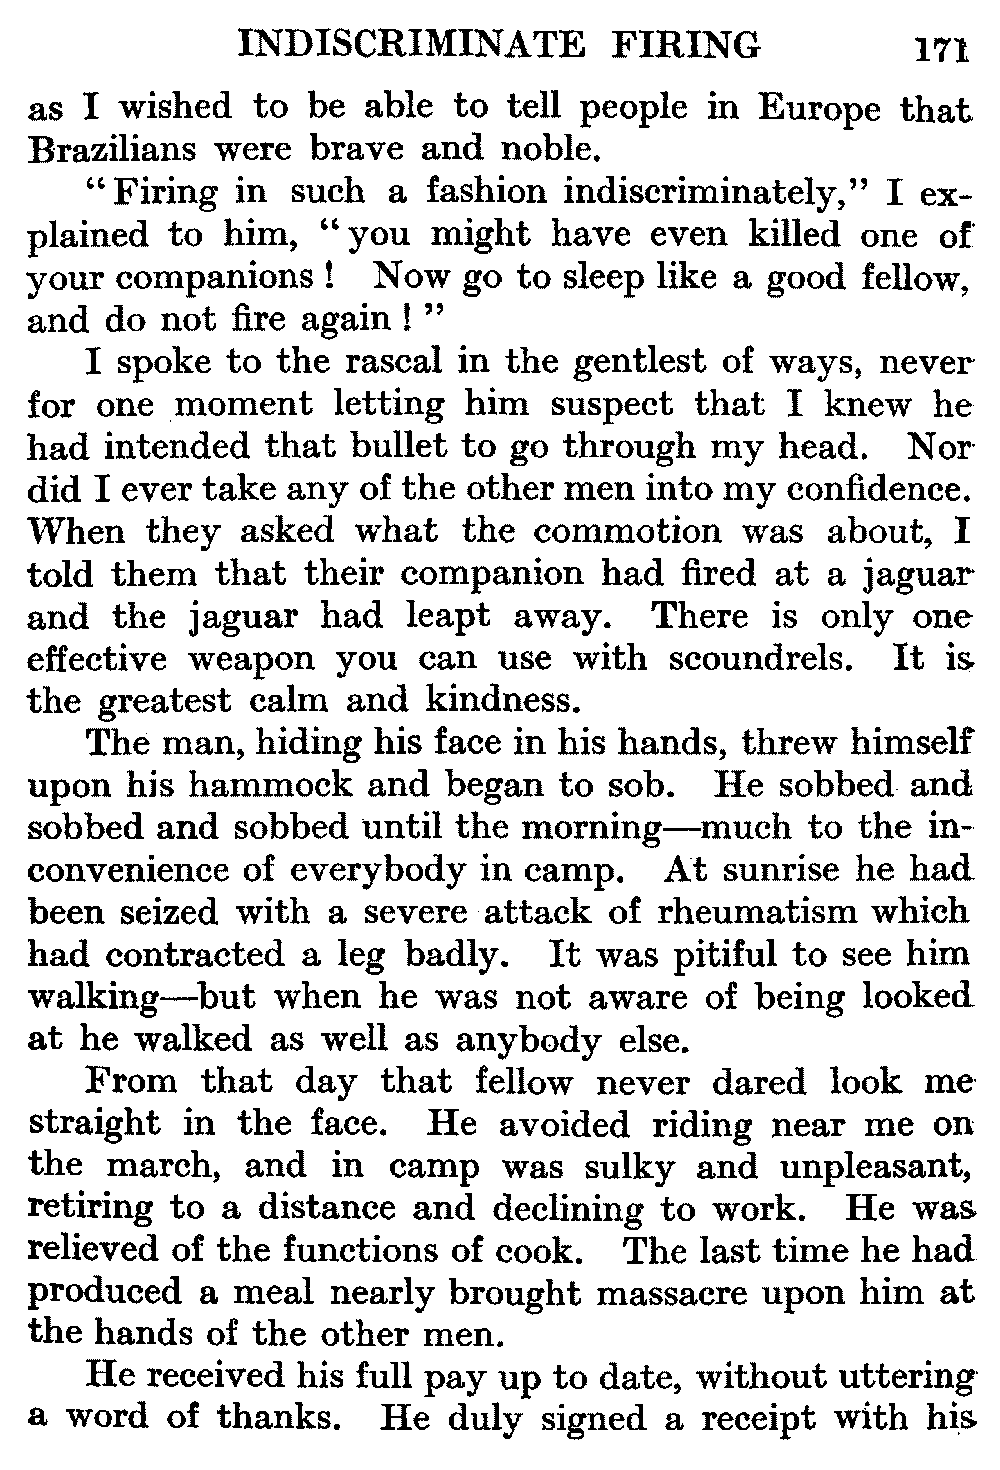 INDISCRIMINATE FIRING 171
as I wished to be able to tell people in Europe that
Brazilians were brave and noble.
“Firing in such a fashion indiscriminately,” I ex-
plained to him, “you might have even killed one of
your companions ! Now go to sleep like a good fellow,
and do not fire again ! ”
I spoke to the rascal in the gentlest of ways, never
for one moment letting him suspect that I knew he
had intended that bullet to go through my head. Nor
did I ever take any of the other men into my confidence.
When they asked what the commotion was about, I
told them that their companion had fired at a jaguar
and the jaguar had leapt away. There is only one
effective weapon you can use with scoundrels. It is
the greatest calm and kindness.
The man, hiding his face in his hands, threw himself
upon his hammock and began to sob. He sobbed and
sobbed and sobbed until the morning—much to the in-
convenience of everybody in camp. At sunrise he had
been seized with a severe attack of rheumatism which
had contracted a leg badly. It was pitiful to see him
walking—but when he was not aware of being looked
at he walked as well as anybody else.
From that day that fellow never dared look me
straight in the face. He avoided riding near me on
the march, and in camp was sulky and unpleasant,
retiring to a distance and declining to work. He was
relieved of the functions of cook. The last time he had
produced a meal nearly brought massacre upon him at
the hands of the other men.
He received his full pay up to date, without uttering
a word of thanks. He duly signed a receipt with his